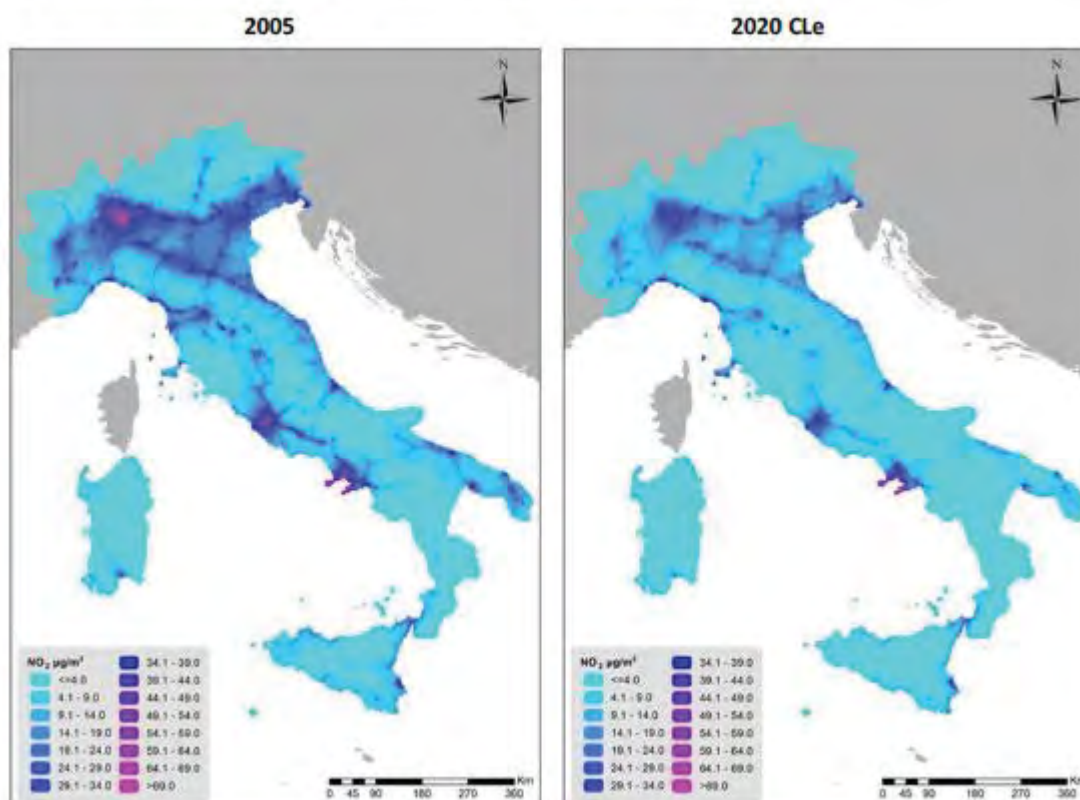 2005
2020 CLe
N
N
NO₂ µg/m³
<=4.0
4.1 - 9.0
9.1 - 14.0
14.1 - 19.0
19.1 - 24.0
24.1 - 29.0
29.1 - 34.0
34.1 - 39.0
39.1 - 44.0
44.1 - 49.0
49.1 - 54.0
54.1 - 59.0
59.1 - 64.0
64.1 - 69.0
>69.0
Km
0 45 90 180 270 360
NO₂ µg/m³
<=4.0
4.1 - 9.0
9.1 - 14.0
14.1 - 19.0
19.1 - 24.0
24.1 - 29.0
29.1 - 34.0
34.1 - 39.0
39.1 - 44.0
44.1 - 49.0
49.1 - 54.0
54.1 - 59.0
59.1 - 64.0
64.1 - 69.0
>69.0
Km
0 45 90 180 270 360